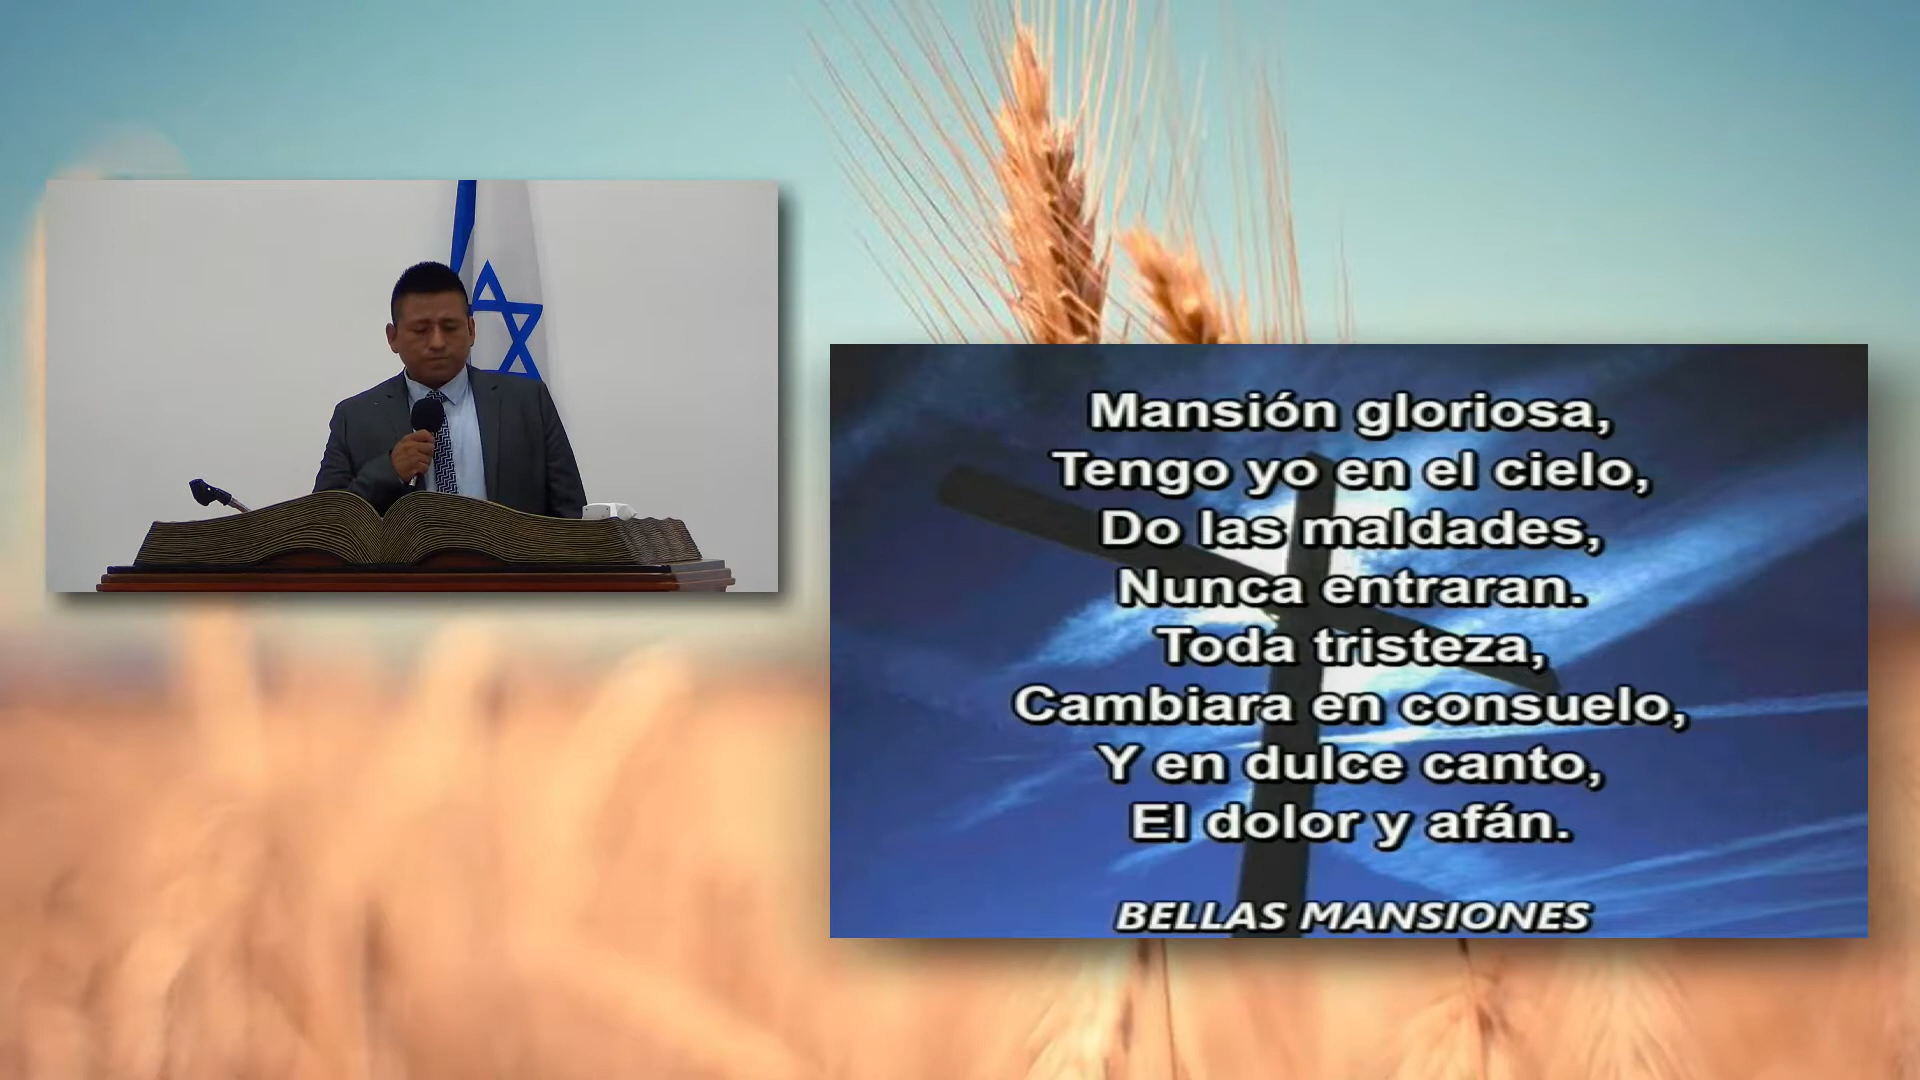 Mansión gloriosa,
Tengo yo en el cielo,
Do las maldades,
Nunca entraran.
Toda tristeza,
Cambiara en consuelo,
Y en dulce canto,
El dolor y afán.
BELLAS MANSIONES